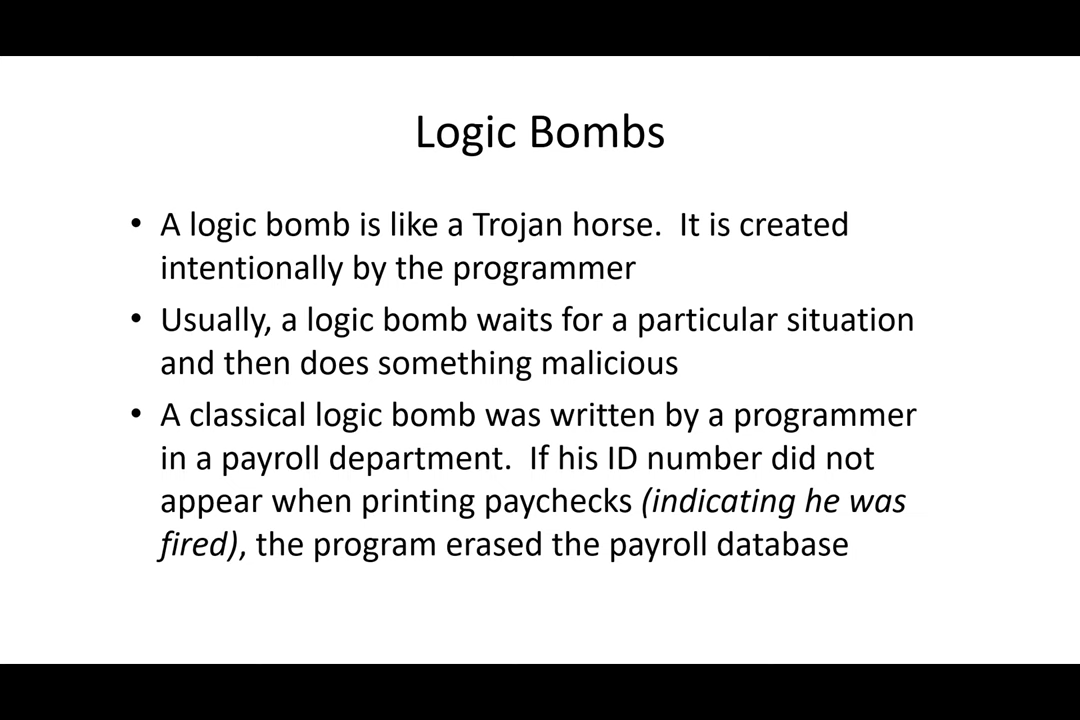 Logic Bombs
• A logic bomb is like a Trojan horse.  It is created
intentionally by the programmer
• Usually, a logic bomb waits for a particular situation
and then does something malicious
• A classical logic bomb was written by a programmer
in a payroll department.  If his ID number did not
appear when printing paychecks (indicating he was
fired), the program erased the payroll database